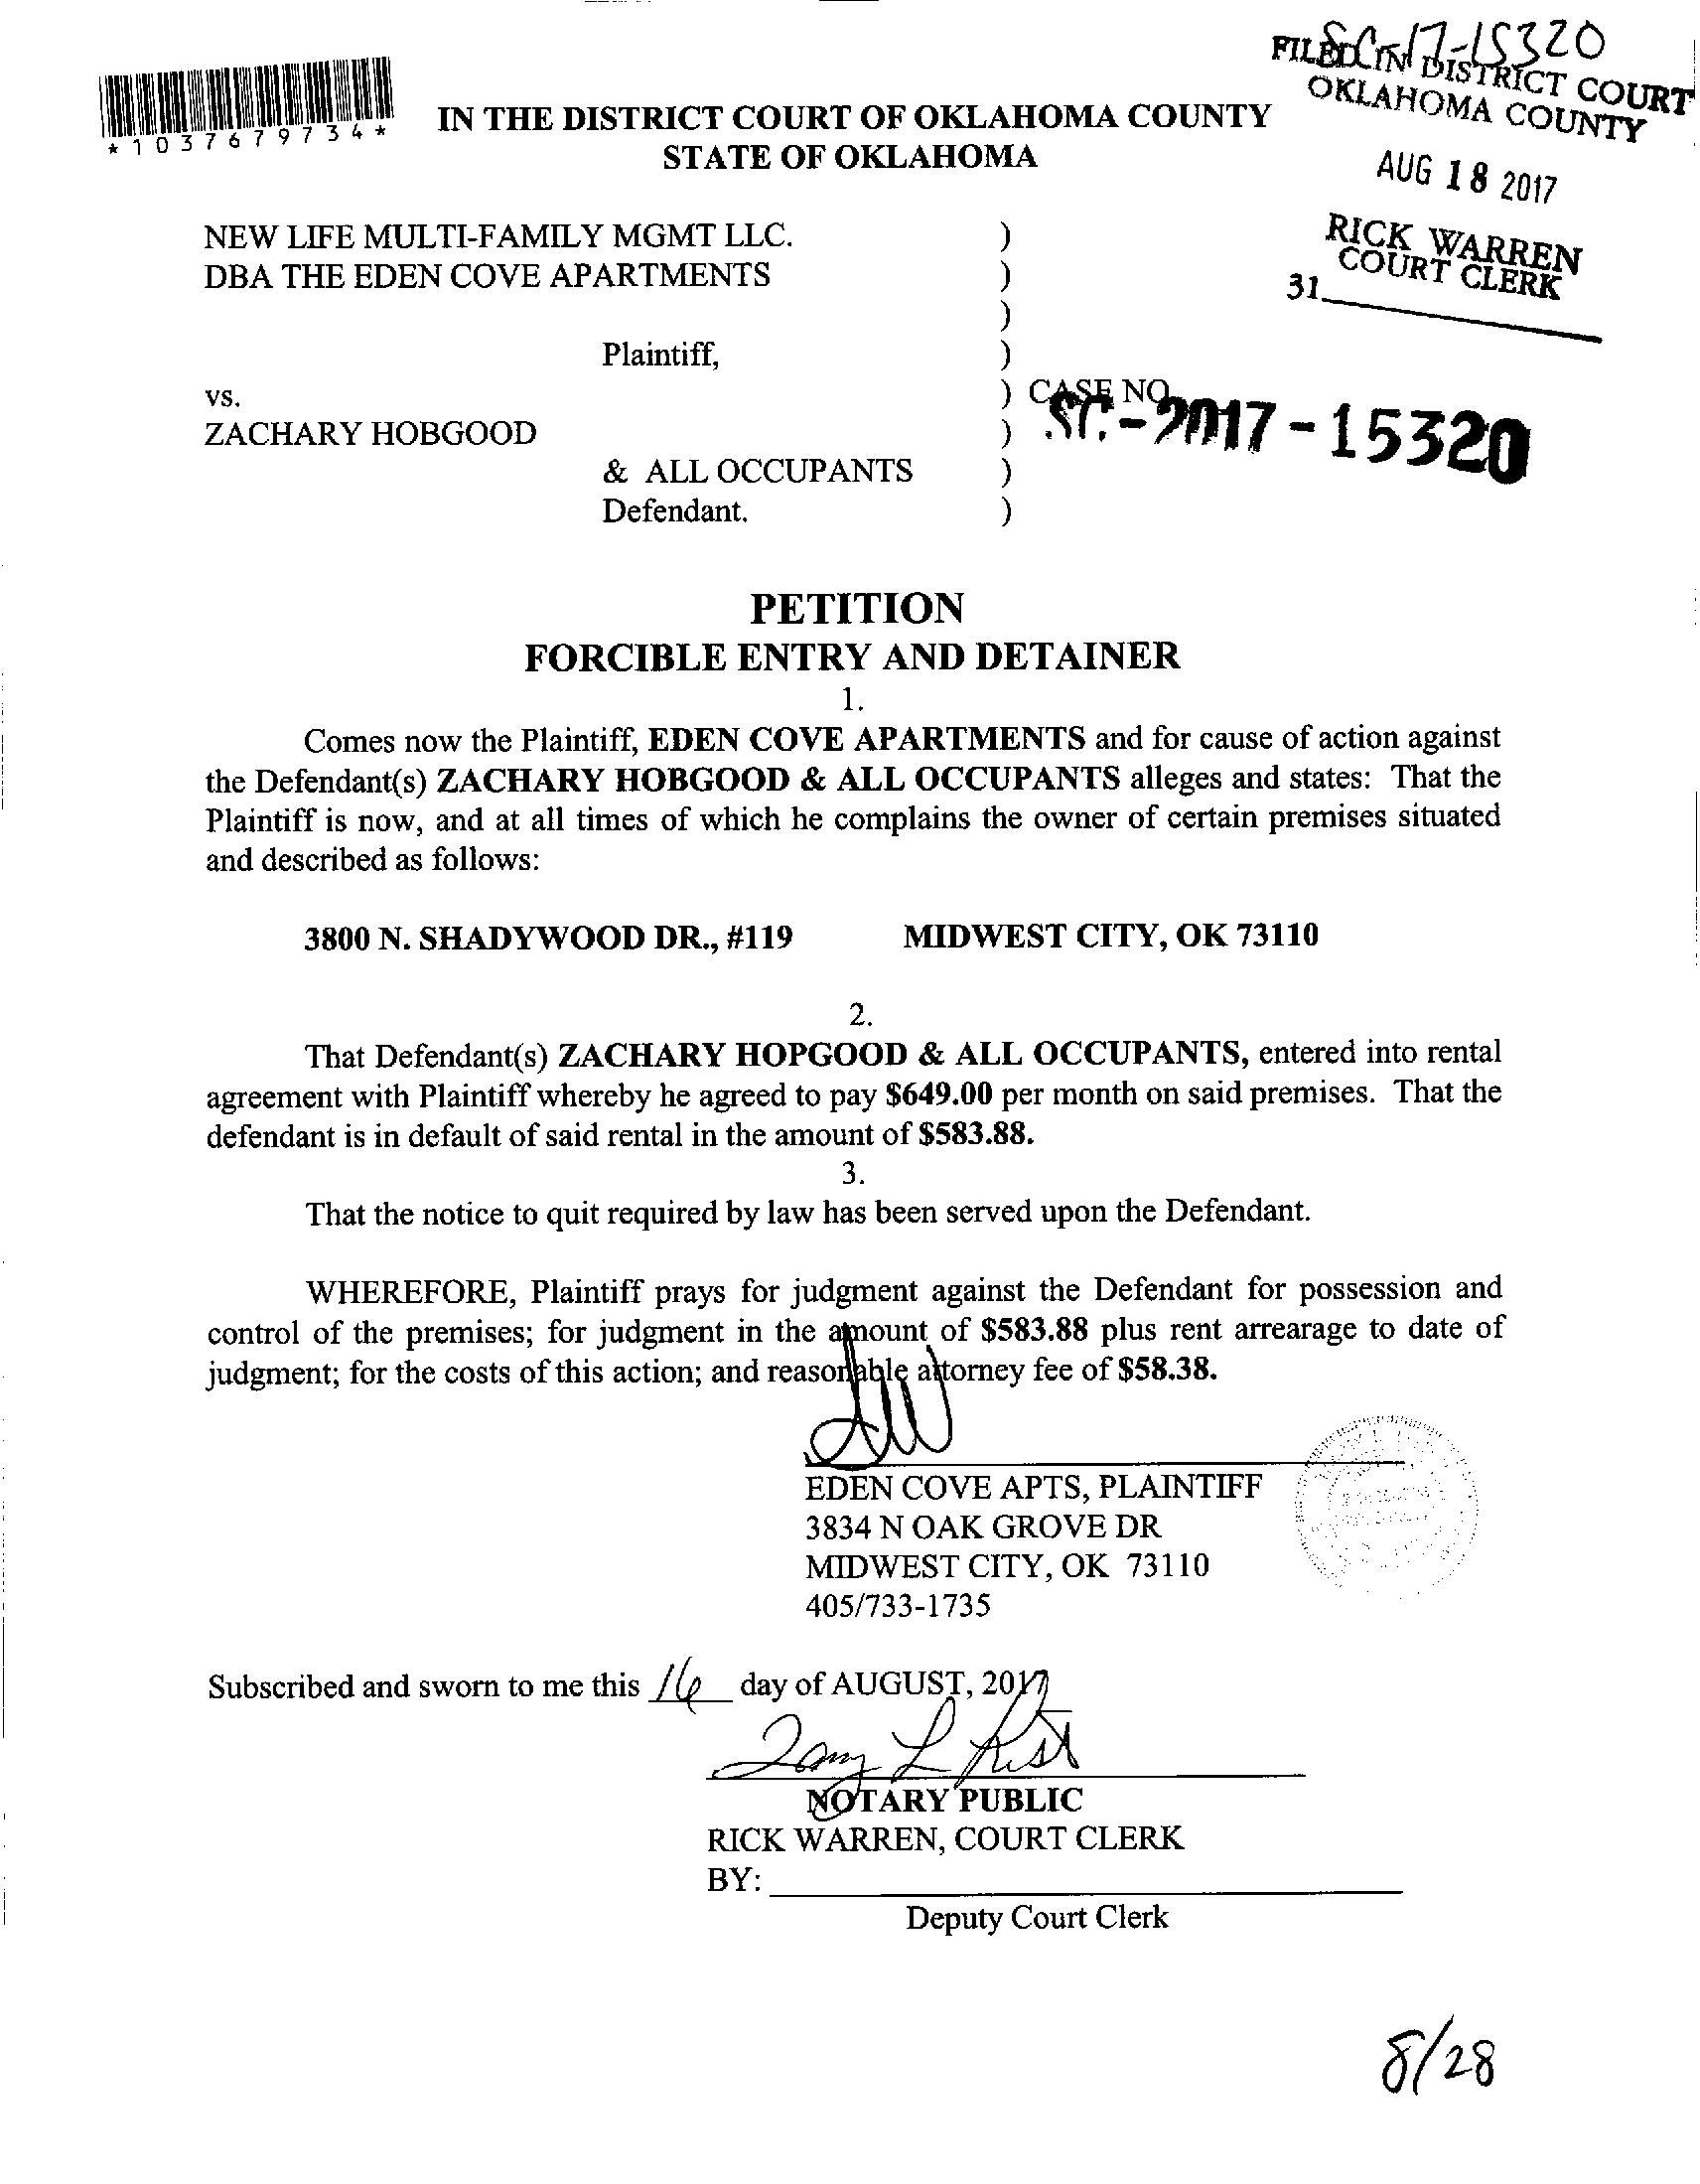 SC-17-15320
FILED IN DISTRICT COURT
OKLAHOMA COUNTY
AUG 18 2017
RICK WARREN
COURT CLERK
31
*1037679734*
IN THE DISTRICT COURT OF OKLAHOMA COUNTY
STATE OF OKLAHOMA
NEW LIFE MULTI-FAMILY MGMT LLC. )
DBA THE EDEN COVE APARTMENTS )
)
Plaintiff, )
vs. ) CASE NO
SC-2017-15320
ZACHARY HOBGOOD )
& ALL OCCUPANTS )
Defendant. )
PETITION
FORCIBLE ENTRY AND DETAINER
1.
Comes now the Plaintiff, EDEN COVE APARTMENTS and for cause of action against
the Defendant(s) ZACHARY HOBGOOD & ALL OCCUPANTS alleges and states: That the
Plaintiff is now, and at all times of which he complains the owner of certain premises situated
and described as follows:
3800 N. SHADYWOOD DR., #119 MIDWEST CITY, OK 73110
2.
That Defendant(s) ZACHARY HOPGOOD & ALL OCCUPANTS, entered into rental
agreement with Plaintiff whereby he agreed to pay $649.00 per month on said premises. That the
defendant is in default of said rental in the amount of $583.88.
3.
That the notice to quit required by law has been served upon the Defendant.
WHEREFORE, Plaintiff prays for judgment against the Defendant for possession and
control of the premises; for judgment in the amount of $583.88 plus rent arrearage to date of
judgment; for the costs of this action; and reasonable attorney fee of $58.38.
EDEN COVE APTS, PLAINTIFF
3834 N OAK GROVE DR
MIDWEST CITY, OK 73110
405/733-1735
Subscribed and sworn to me this 16 day of AUGUST, 2017
NOTARY PUBLIC
RICK WARREN, COURT CLERK
BY:
Deputy Court Clerk
8/28